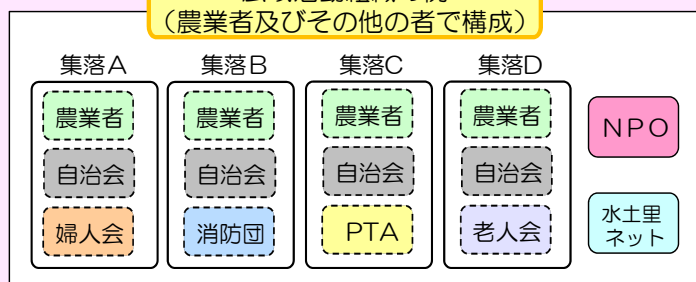 （農業者及びその他の者で構成）
集落A
集落B
集落C
集落D
農業者
農業者
農業者
農業者
NPO
自治会
自治会
自治会
自治会
婦人会
消防団
PTA
老人会
水土里
ネット